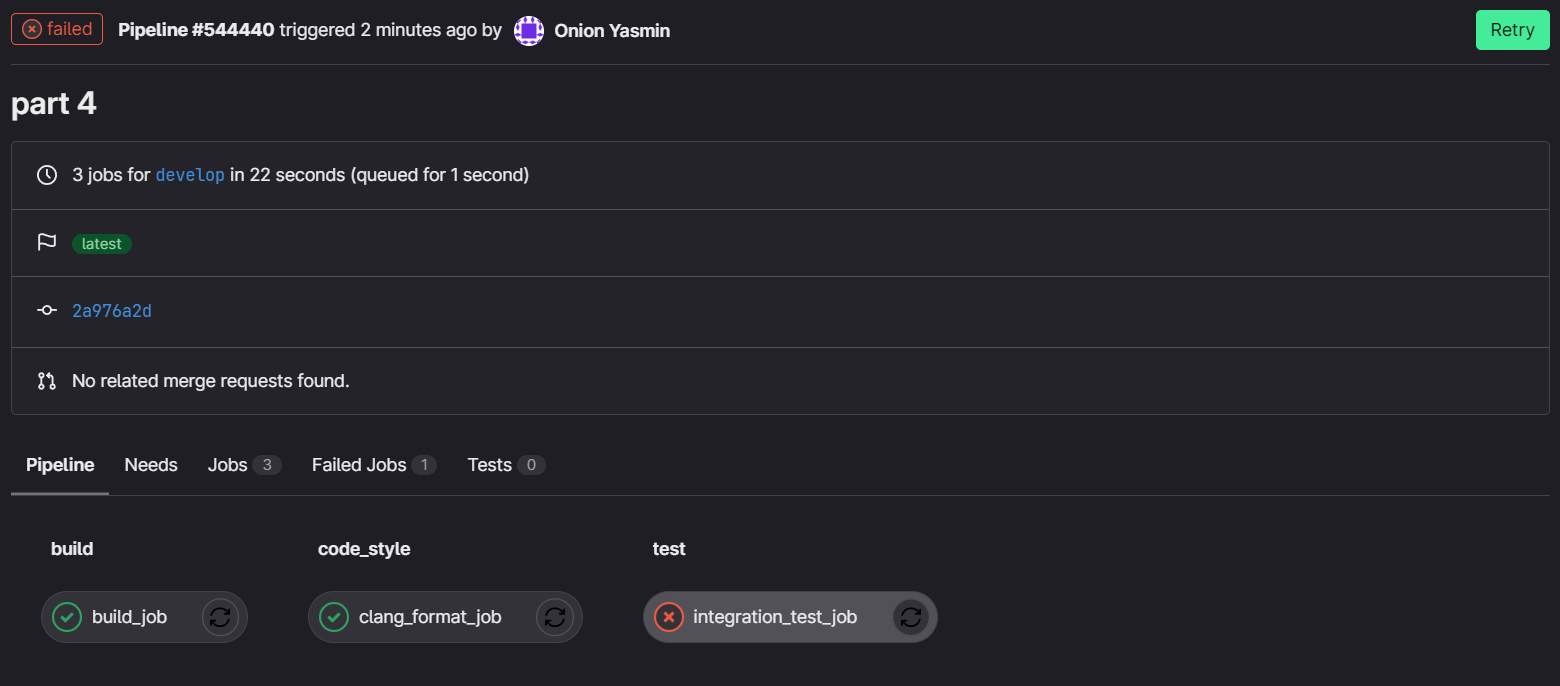 failed Pipeline #544440 triggered 2 minutes ago by Onion Yasmin Retry
part 4
3 jobs for develop in 22 seconds (queued for 1 second)
latest
2a976a2d
No related merge requests found.
Pipeline Needs Jobs 3 Failed Jobs 1 Tests 0
build code_style test
build_job clang_format_job integration_test_job